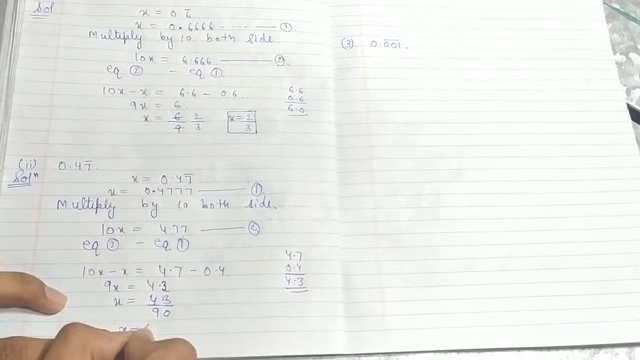 Sol
x = 0.6̅
x = 0.6666 ---- — ①
Multiply by 10 both side.
10x = 6.666 — ②
eq ② - eq ①
10x - x = 6.6 - 0.6
6.6
0.6
6.0
9x = 6
x = 6/9 2/3
x = 2/3
(ii) 0.47̅
Solⁿ
x = 0.47̅
x = 0.4777 — ①
Multiply by 10 both side.
10x = 4.77 — ②
eq ② - eq ①
10x - x = 4.7 - 0.4
4.7
0.4
4.3
9x = 4.3
x = 43/90
(3) 0.0̅0̅1̅.